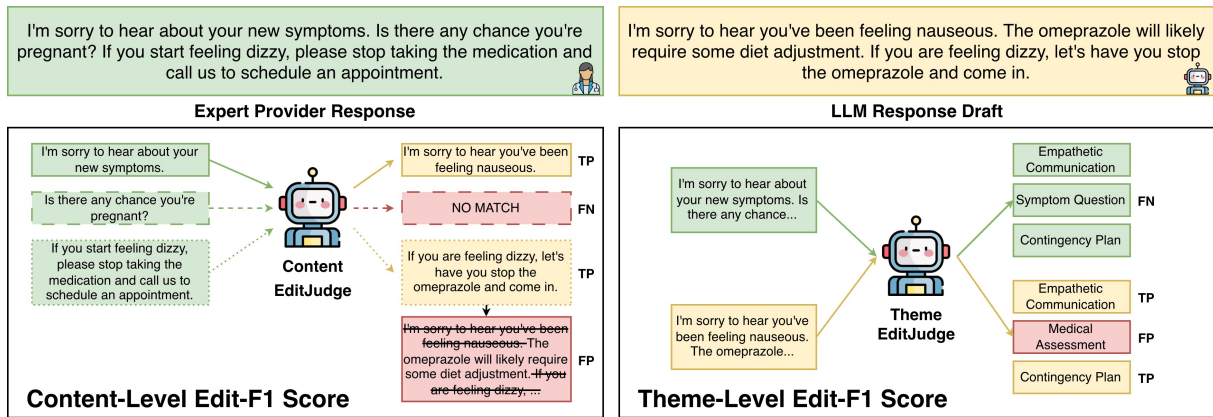 I'm sorry to hear about your new symptoms. Is there any chance you're
pregnant? If you start feeling dizzy, please stop taking the medication and
call us to schedule an appointment.
Expert Provider Response
I'm sorry to hear you've been feeling nauseous. The omeprazole will likely
require some diet adjustment. If you are feeling dizzy, let's have you stop
the omeprazole and come in.
LLM Response Draft
I'm sorry to hear about your
new symptoms.
Is there any chance you're
pregnant?
If you start feeling dizzy,
please stop taking the
medication and call us to
schedule an appointment.
Content
EditJudge
I'm sorry to hear you've been
feeling nauseous.
TP
NO MATCH
FN
If you are feeling dizzy, let's
have you stop the
omeprazole and come in.
TP
I'm sorry to hear you've been
feeling nauseous. The
omeprazole will likely require
some diet adjustment. If you
are feeling dizzy, ...
FP
Content-Level Edit-F1 Score
I'm sorry to hear about
your new symptoms. Is
there any chance...
I'm sorry to hear you've
been feeling nauseous.
The omeprazole...
Theme
EditJudge
Empathetic
Communication
Symptom Question
FN
Contingency Plan
Empathetic
Communication
TP
Medical
Assessment
FP
Contingency Plan
TP
Theme-Level Edit-F1 Score